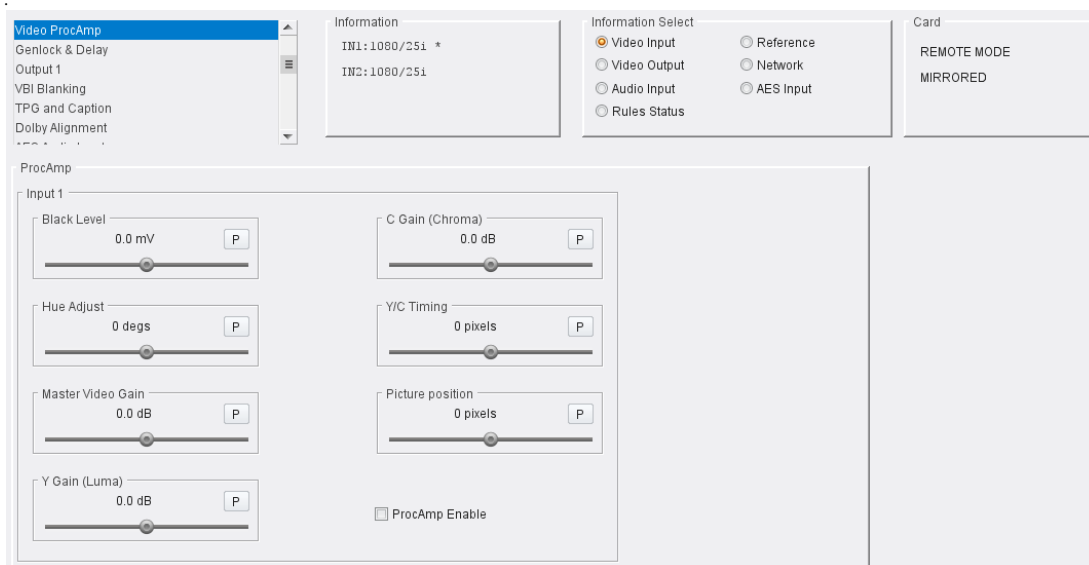 Video ProcAmp
Genlock & Delay
Output 1
VBI Blanking
TPG and Caption
Dolby Alignment
Information
IN1:1080/25i *
IN2:1080/25i
Information Select
Video Input
Reference
Video Output
Network
Audio Input
AES Input
Rules Status
Card
REMOTE MODE
MIRRORED
ProcAmp
Input 1
Black Level
0.0 mV
P
C Gain (Chroma)
0.0 dB
P
Hue Adjust
0 degs
P
Y/C Timing
0 pixels
P
Master Video Gain
0.0 dB
P
Picture position
0 pixels
P
Y Gain (Luma)
0.0 dB
P
ProcAmp Enable